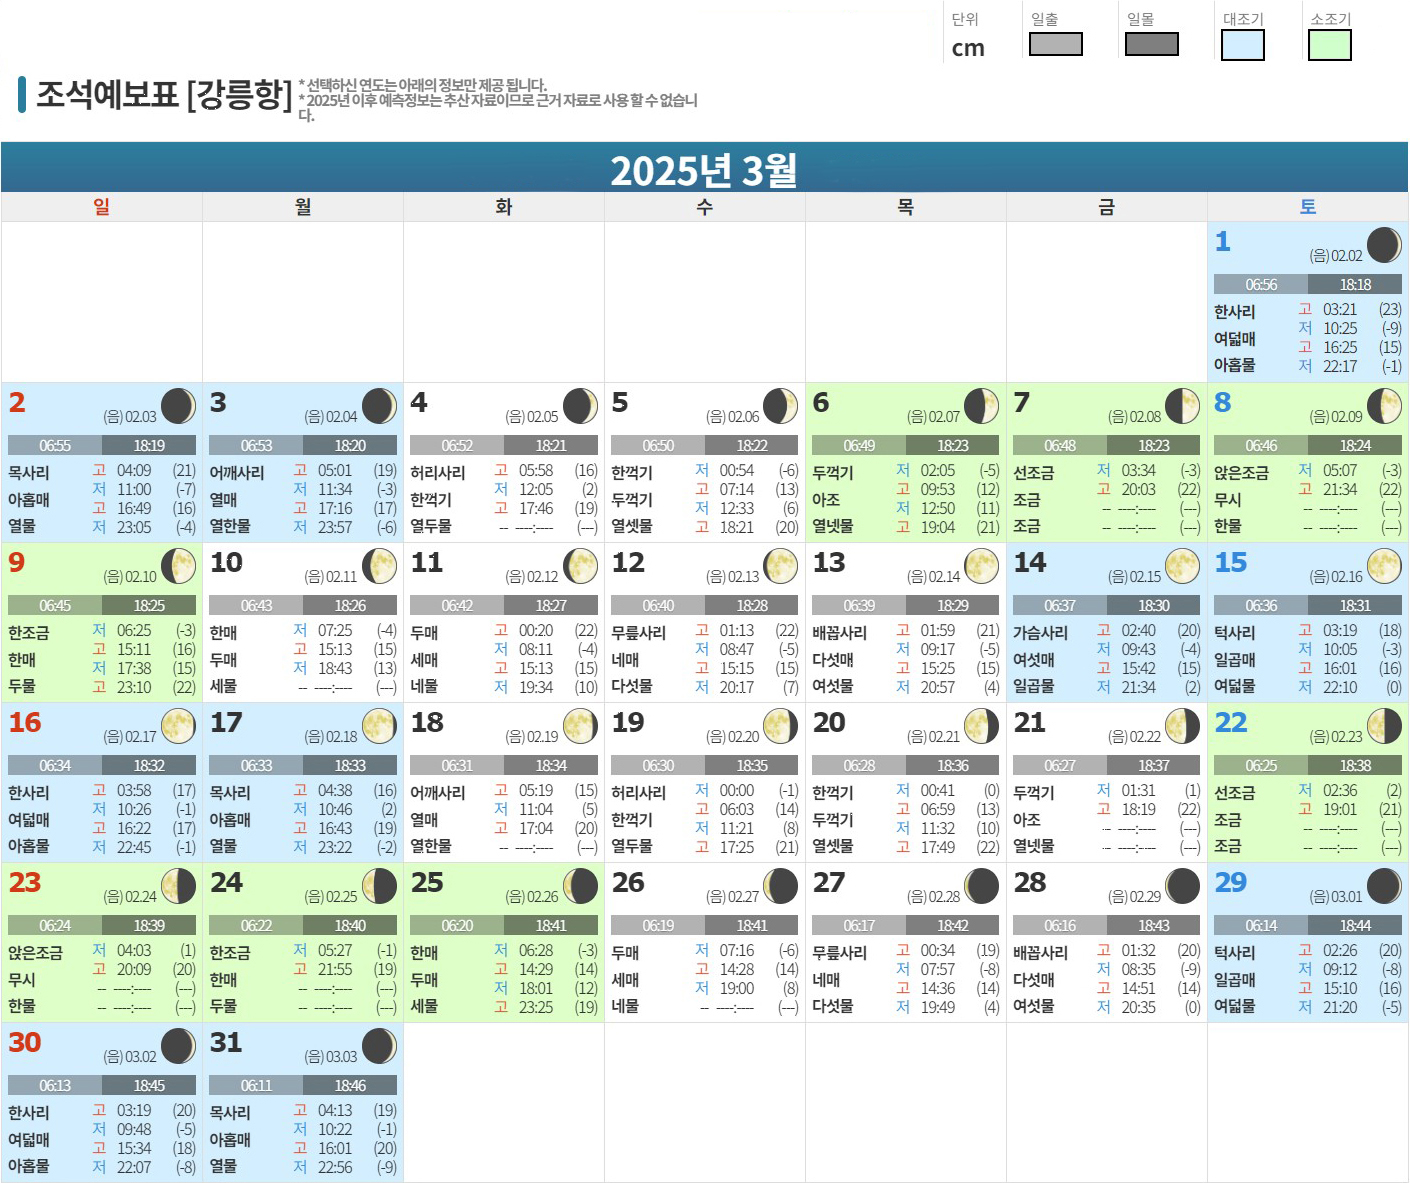 단위 일출 일몰 대조기 소조기
cm
조석예보표 [강릉항]
* 선택하신 연도는 아래의 정보만 제공 됩니다.
* 2025년 이후 예측정보는 추산 자료이므로 근거 자료로 사용 할 수 없습니
다.
2025년 3월
일 월 화 수 목 금 토
1 (음) 02.02
06:56 18:18
한사리 여덟매 아홉물
고 03:21 (23)
저 10:25 (-9)
고 16:25 (15)
저 22:17 (-1)
2 (음) 02.03
06:55 18:19
목사리 아홉매 열물
고 04:09 (21)
저 11:00 (-7)
고 16:49 (16)
저 23:05 (-4)
3 (음) 02.04
06:53 18:20
어깨사리 열매 열한물
고 05:01 (19)
저 11:34 (-3)
고 17:16 (17)
저 23:57 (-6)
4 (음) 02.05
06:52 18:21
허리사리 한꺽기 열두물
고 05:58 (16)
저 12:05 (2)
고 17:46 (19)
-- ----:---- (---)
5 (음) 02.06
06:50 18:22
한꺽기 두꺽기 열셋물
저 00:54 (-6)
고 07:14 (13)
저 12:33 (6)
고 18:21 (20)
6 (음) 02.07
06:49 18:23
두꺽기 아조 열넷물
저 02:05 (-5)
고 09:53 (12)
저 12:50 (11)
고 19:04 (21)
7 (음) 02.08
06:48 18:23
선조금 조금 조금
저 03:34 (-3)
고 20:03 (22)
-- ----:---- (---)
-- ----:---- (---)
8 (음) 02.09
06:46 18:24
앉은조금 무시 한물
저 05:07 (-3)
고 21:34 (22)
-- ----:---- (---)
-- ----:---- (---)
9 (음) 02.10
06:45 18:25
한조금 한매 두물
저 06:25 (-3)
고 15:11 (16)
저 17:38 (15)
고 23:10 (22)
10 (음) 02.11
06:43 18:26
한매 두매 세물
저 07:25 (-4)
고 15:13 (15)
저 18:43 (13)
-- ----:---- (---)
11 (음) 02.12
06:42 18:27
두매 세매 네물
고 00:20 (22)
저 08:11 (-4)
고 15:13 (15)
저 19:34 (10)
12 (음) 02.13
06:40 18:28
무릎사리 네매 다섯물
고 01:13 (22)
저 08:47 (-5)
고 15:15 (15)
저 20:17 (7)
13 (음) 02.14
06:39 18:29
배꼽사리 다섯매 여섯물
고 01:59 (21)
저 09:17 (-5)
고 15:25 (15)
저 20:57 (4)
14 (음) 02.15
06:37 18:30
가슴사리 여섯매 일곱물
고 02:40 (20)
저 09:43 (-4)
고 15:42 (15)
저 21:34 (2)
15 (음) 02.16
06:36 18:31
턱사리 일곱매 여덟물
고 03:19 (18)
저 10:05 (-3)
고 16:01 (16)
저 22:10 (0)
16 (음) 02.17
06:34 18:32
한사리 여덟매 아홉물
고 03:58 (17)
저 10:26 (-1)
고 16:22 (17)
저 22:45 (-1)
17 (음) 02.18
06:33 18:33
목사리 아홉매 열물
고 04:38 (16)
저 10:46 (2)
고 16:43 (19)
저 23:22 (-2)
18 (음) 02.19
06:31 18:34
어깨사리 열매 열한물
고 05:19 (15)
저 11:04 (5)
고 17:04 (20)
-- ----:---- (---)
19 (음) 02.20
06:30 18:35
허리사리 한꺽기 열두물
저 00:00 (-1)
고 06:03 (14)
저 11:21 (8)
고 17:25 (21)
20 (음) 02.21
06:28 18:36
한꺽기 두꺽기 열셋물
저 00:41 (0)
고 06:59 (13)
저 11:32 (10)
고 17:49 (22)
21 (음) 02.22
06:27 18:37
두꺽기 아조 열넷물
저 01:31 (1)
고 18:19 (22)
-- ----:---- (---)
-- ----:---- (---)
22 (음) 02.23
06:25 18:38
선조금 조금 조금
저 02:36 (2)
고 19:01 (21)
-- ----:---- (---)
-- ----:---- (---)
23 (음) 02.24
06:24 18:39
앉은조금 무시 한물
저 04:03 (1)
고 20:09 (20)
-- ----:---- (---)
-- ----:---- (---)
24 (음) 02.25
06:22 18:40
한조금 한매 두물
저 05:27 (-1)
고 21:55 (19)
-- ----:---- (---)
-- ----:---- (---)
25 (음) 02.26
06:20 18:41
한매 두매 세물
저 06:28 (-3)
고 14:29 (14)
저 18:01 (12)
고 23:25 (19)
26 (음) 02.27
06:19 18:41
두매 세매 네물
저 07:16 (-6)
고 14:28 (14)
저 19:00 (8)
-- ----:---- (---)
27 (음) 02.28
06:17 18:42
무릎사리 네매 다섯물
고 00:34 (19)
저 07:57 (-8)
고 14:36 (14)
저 19:49 (4)
28 (음) 02.29
06:16 18:43
배꼽사리 다섯매 여섯물
고 01:32 (20)
저 08:35 (-9)
고 14:51 (14)
저 20:35 (0)
29 (음) 03.01
06:14 18:44
턱사리 일곱매 여덟물
고 02:26 (20)
저 09:12 (-8)
고 15:10 (16)
저 21:20 (-5)
30 (음) 03.02
06:13 18:45
한사리 여덟매 아홉물
고 03:19 (20)
저 09:48 (-5)
고 15:34 (18)
저 22:07 (-8)
31 (음) 03.03
06:11 18:46
목사리 아홉매 열물
고 04:13 (19)
저 10:22 (-1)
고 16:01 (20)
저 22:56 (-9)